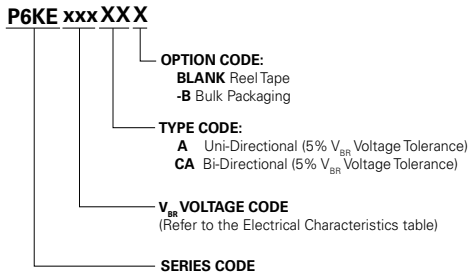 P6KE xxx XX X
OPTION CODE:
BLANK Reel Tape
-B Bulk Packaging
TYPE CODE:
A Uni-Directional (5% VBR Voltage Tolerance)
CA Bi-Directional (5% VBR Voltage Tolerance)
VBR VOLTAGE CODE
(Refer to the Electrical Characteristics table)
SERIES CODE